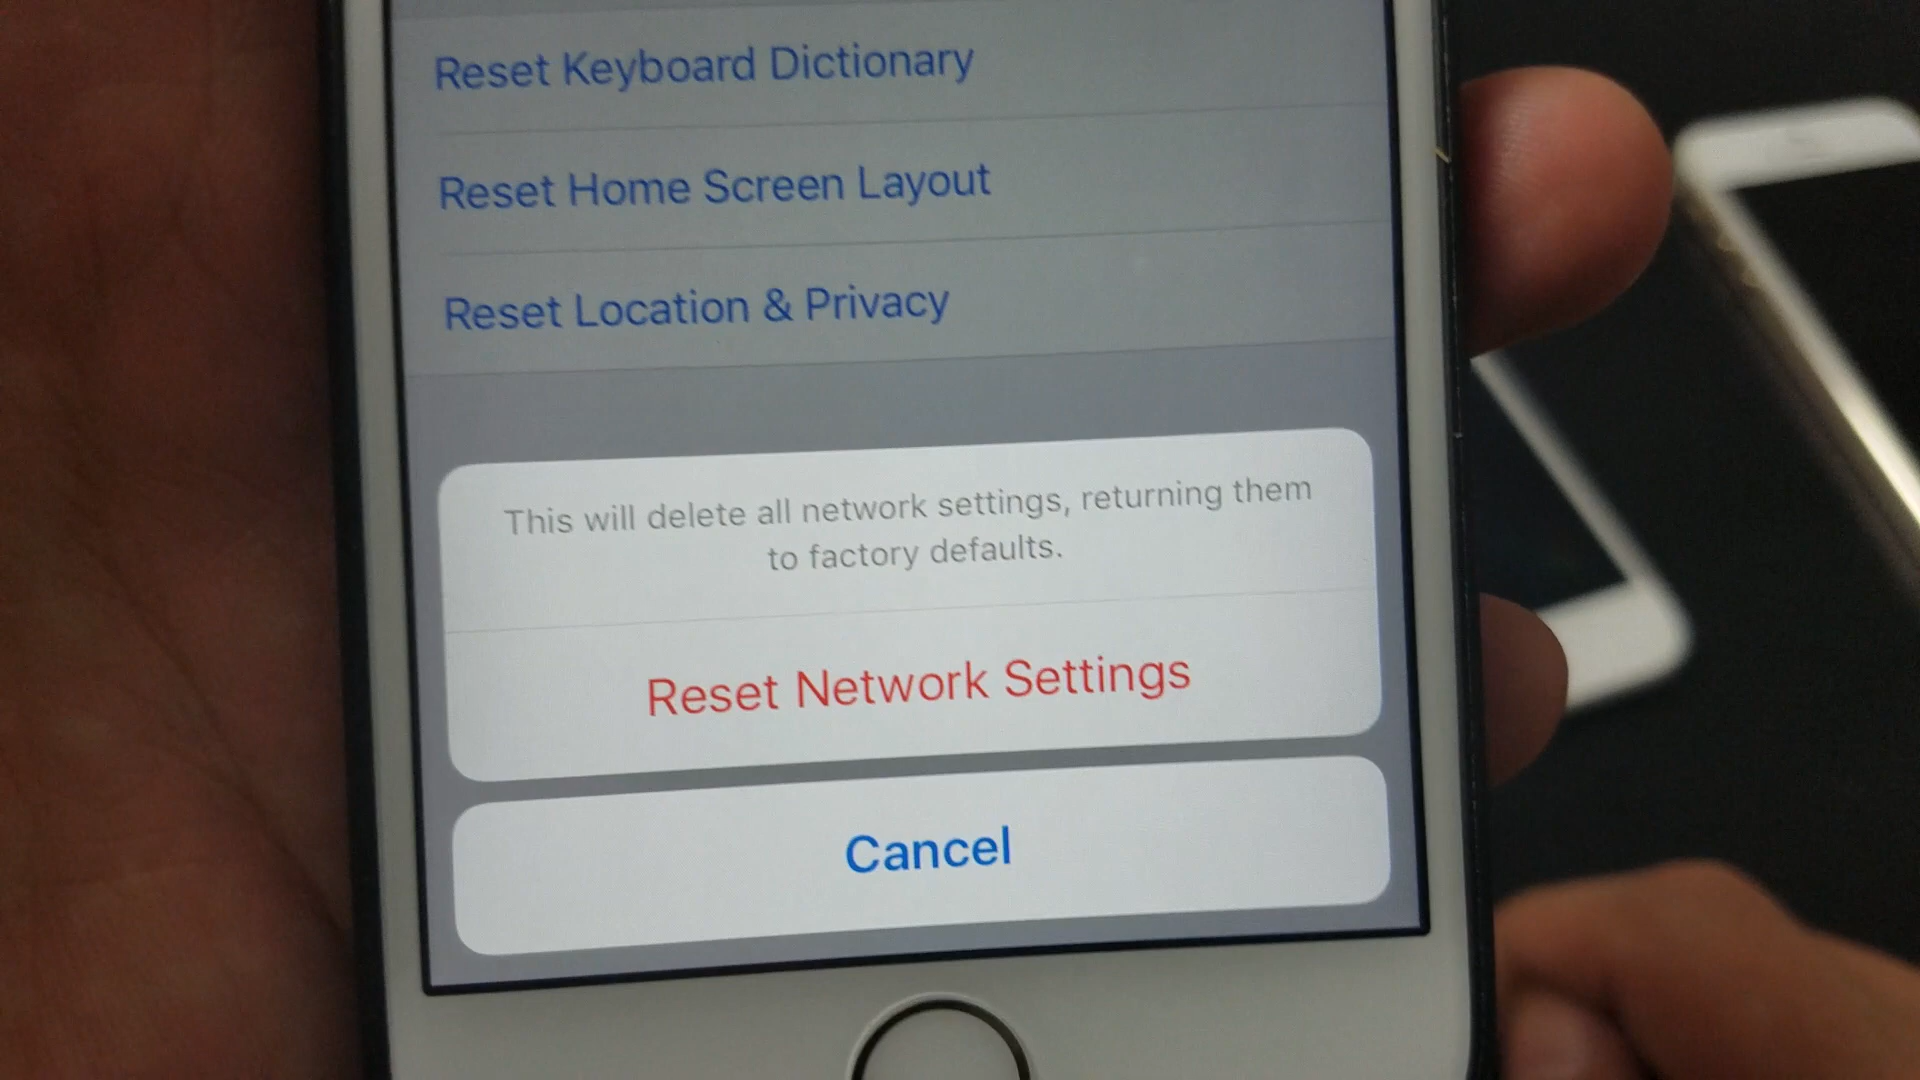 Reset Keyboard Dictionary
Reset Home Screen Layout
Reset Location & Privacy
This will delete all network settings, returning them
to factory defaults.
Reset Network Settings
Cancel